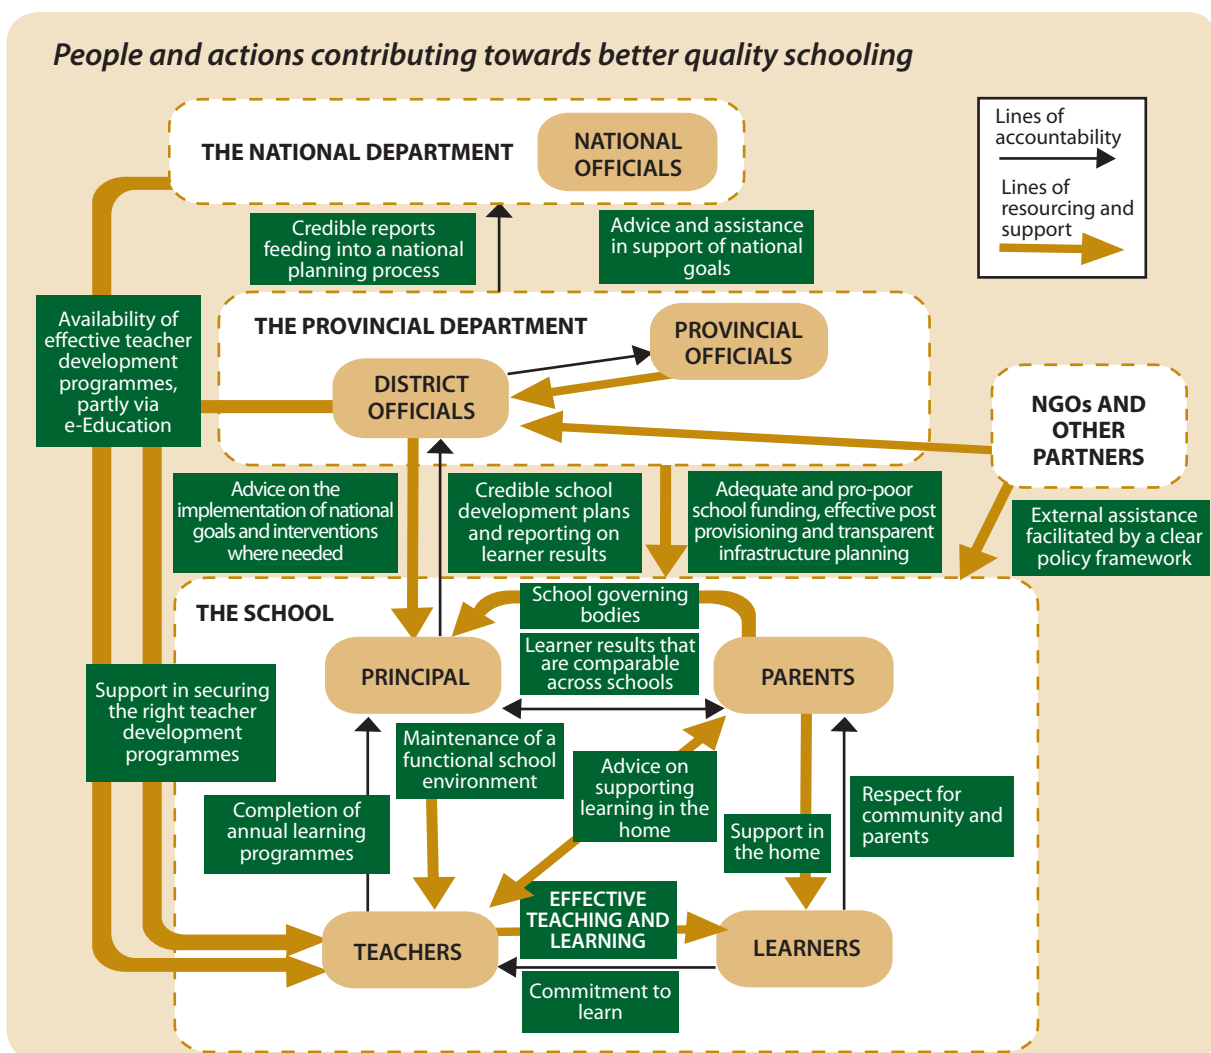 People and actions contributing towards better quality schooling
Lines of
accountability
Lines of
resourcing and
support
THE NATIONAL DEPARTMENT
NATIONAL
OFFICIALS
Credible reports
feeding into a national
planning process
Advice and assistance
in support of national
goals
Availability of
effective teacher
development
programmes,
partly via
e-Education
THE PROVINCIAL DEPARTMENT
PROVINCIAL
OFFICIALS
DISTRICT
OFFICIALS
NGOs AND
OTHER
PARTNERS
Advice on the
implementation of national
goals and interventions
where needed
Credible school
development plans
and reporting on
learner results
Adequate and pro-poor
school funding, effective post
provisioning and transparent
infrastructure planning
External assistance
facilitated by a clear
policy framework
THE SCHOOL
School governing
bodies
Learner results that
are comparable
across schools
PRINCIPAL
PARENTS
Support in securing
the right teacher
development
programmes
Maintenance of a
functional school
environment
Advice on
supporting
learning in the
home
Completion of
annual learning
programmes
Support in
the home
Respect for
community and
parents
EFFECTIVE
TEACHING AND
LEARNING
TEACHERS
LEARNERS
Commitment to
learn